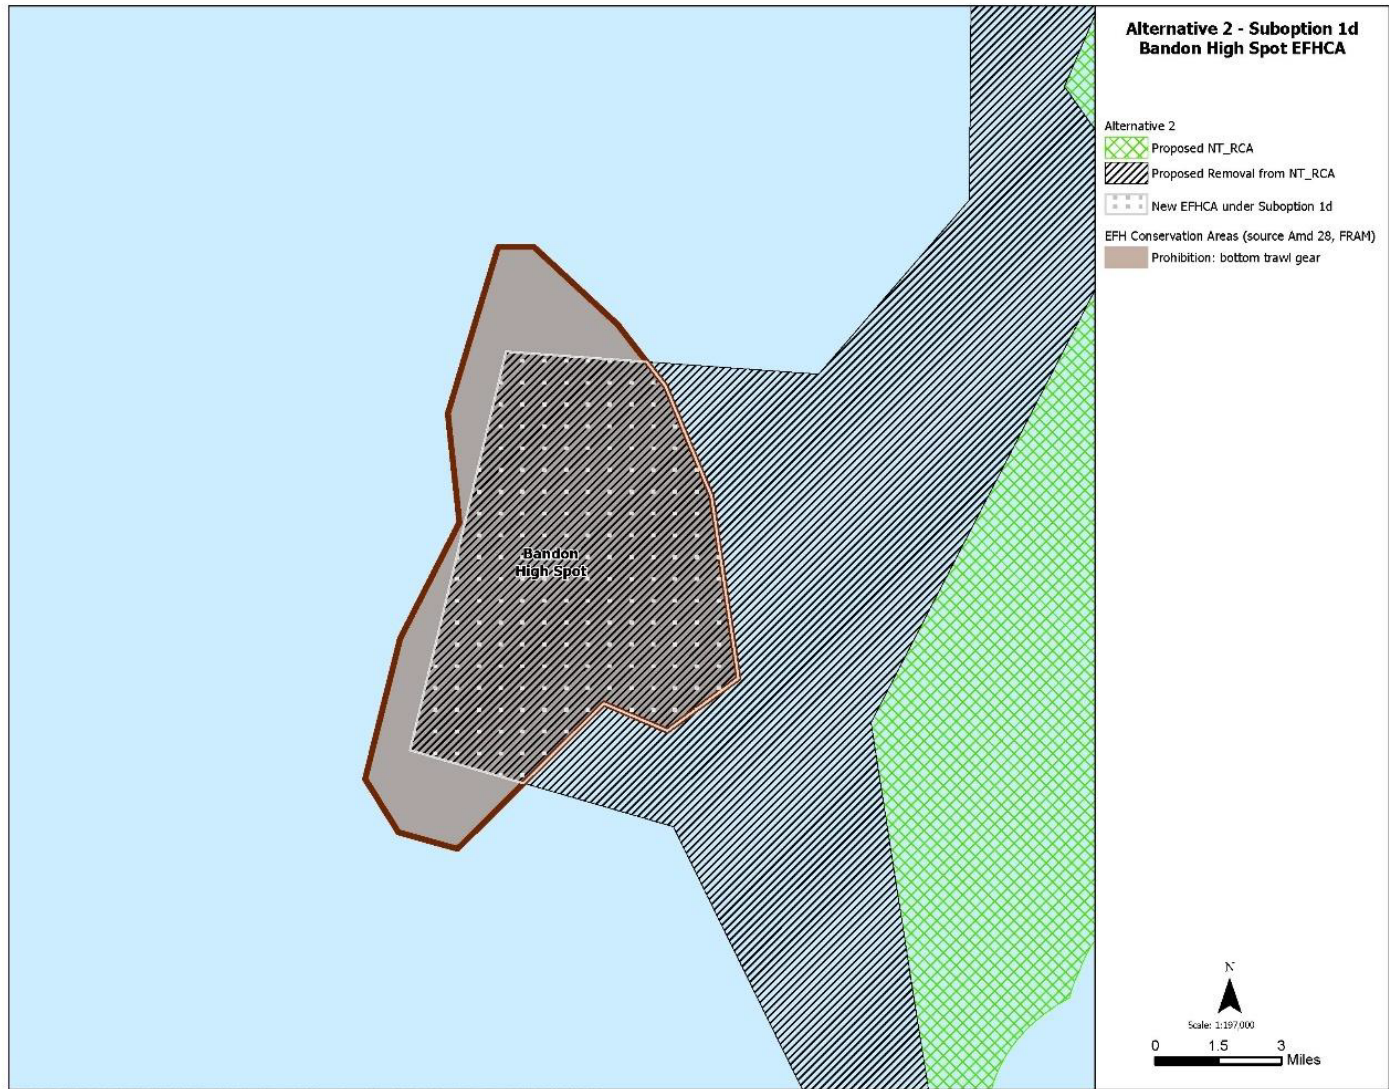 Alternative 2 - Suboption 1d
Bandon High Spot EFHCA
Alternative 2
Proposed NT_RCA
Proposed Removal from NT_RCA
New EFHCA under Suboption 1d
EFH Conservation Areas (source Amd 28, FRAM)
Prohibition: bottom trawl gear
Bandon
High Spot
N
Scale: 1:197,000
0 1.5 3
Miles